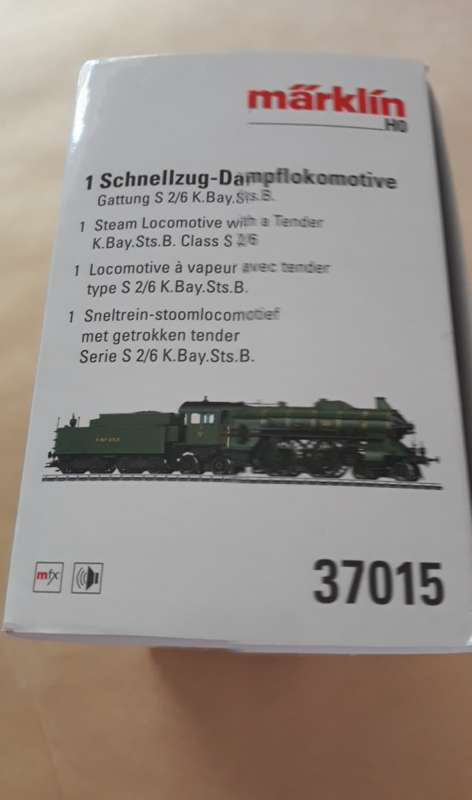 märklin
H0
1 Schnellzug-Dampflokomotive
Gattung S 2/6 K.Bay.Sts.B.
1 Steam Locomotive with a Tender
K.Bay.Sts.B. Class S 2/6
1 Locomotive à vapeur avec tender
type S 2/6 K.Bay.Sts.B.
1 Sneltrein-stoomlocomotief
met getrokken tender
Serie S 2/6 K.Bay.Sts.B.
mfx
37015